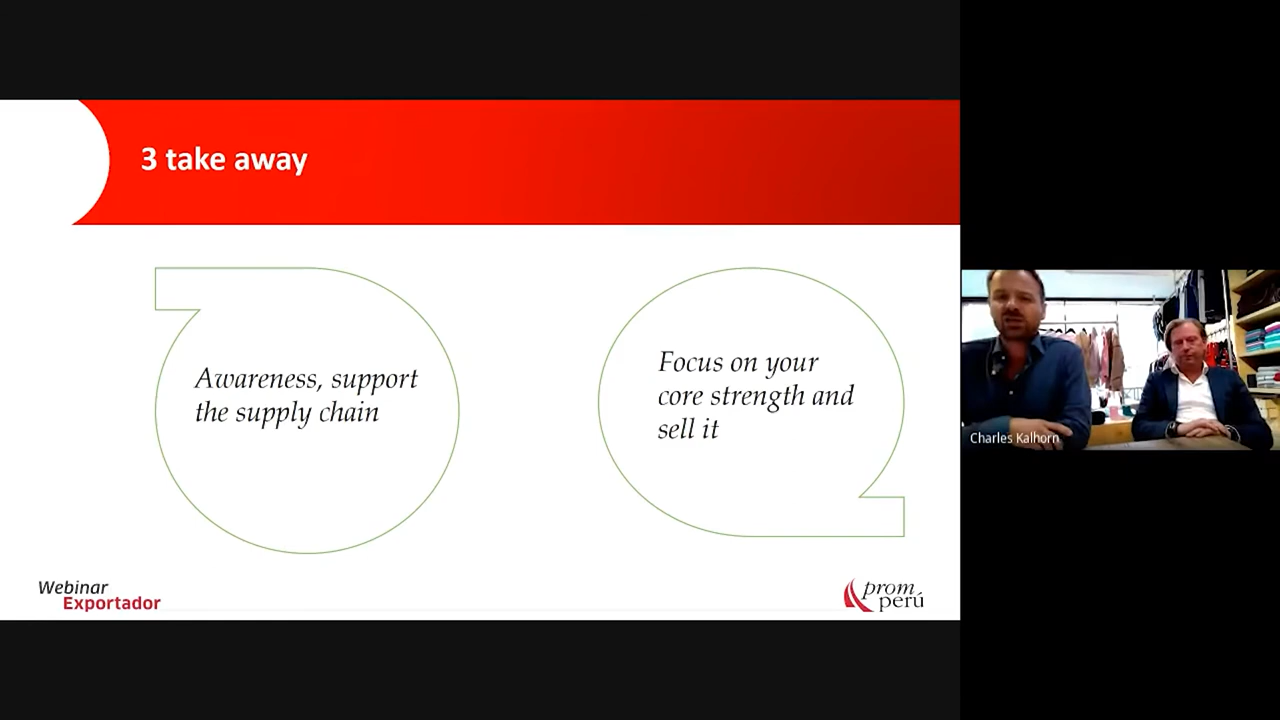 3 take away
Awareness, support
the supply chain
Focus on your
core strength and
sell it
Webinar
Exportador
prom
perú
Charles Kalhorn